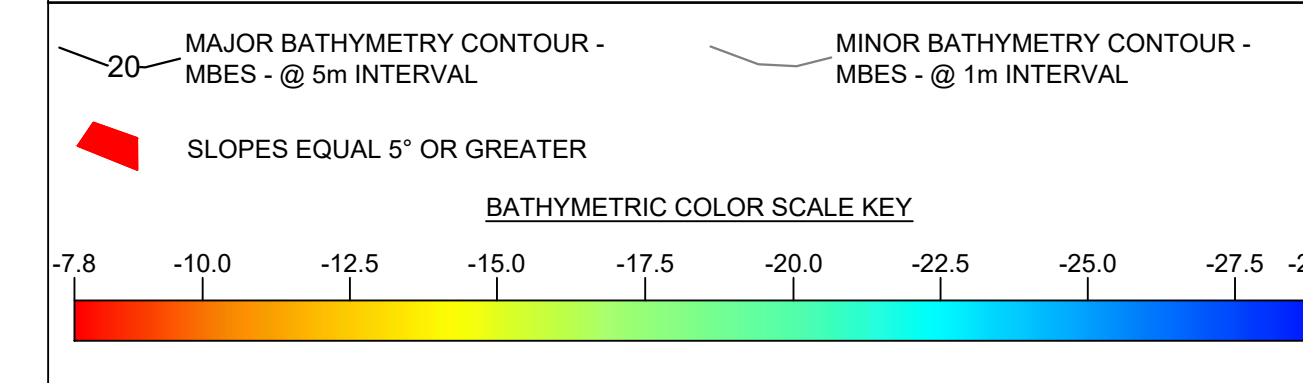 20
MAJOR BATHYMETRY CONTOUR -
MBES - @ 5m INTERVAL
MINOR BATHYMETRY CONTOUR -
MBES - @ 1m INTERVAL
SLOPES EQUAL 5° OR GREATER
BATHYMETRIC COLOR SCALE KEY
-7.8 -10.0 -12.5 -15.0 -17.5 -20.0 -22.5 -25.0 -27.5